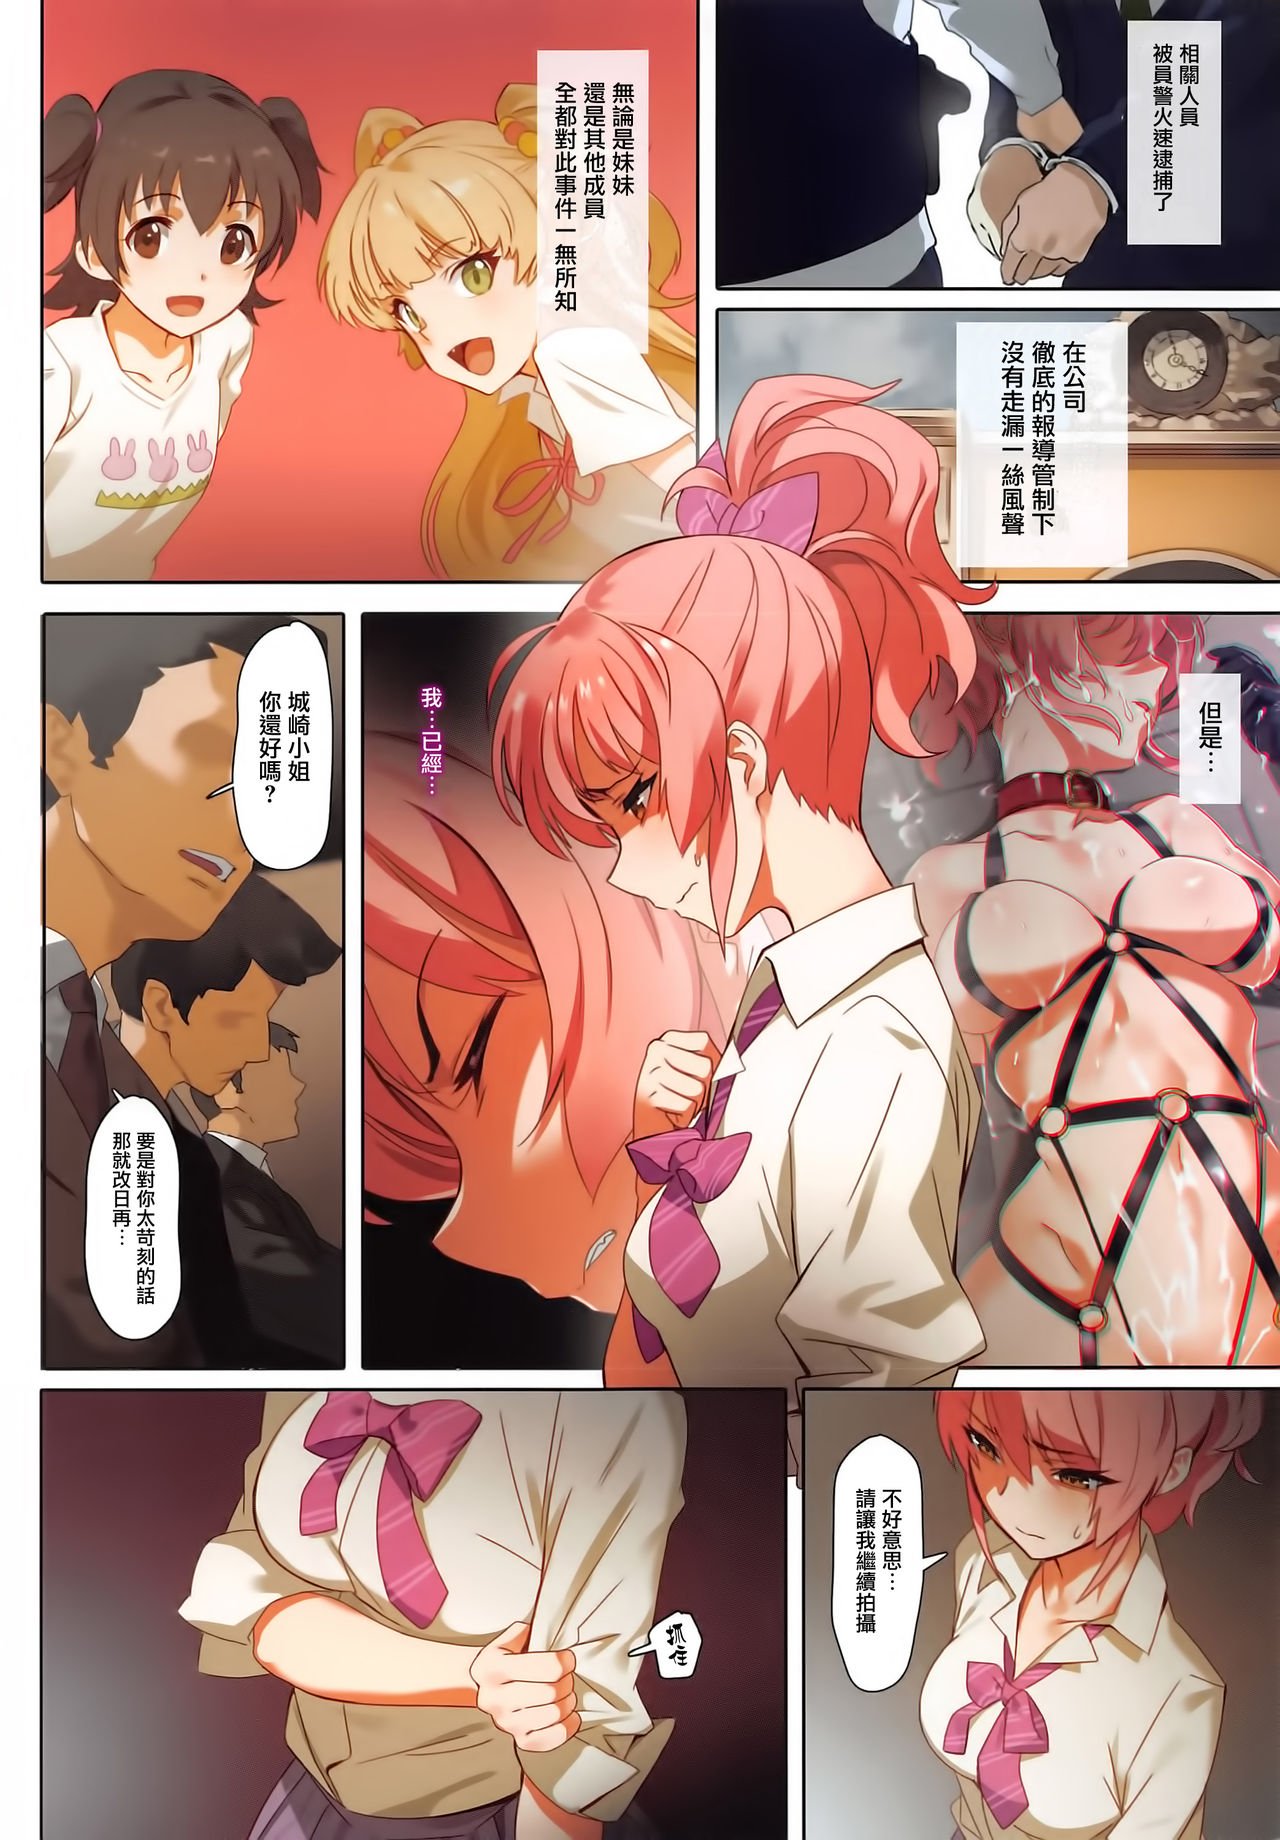 相關人員
被員警火速逮捕了
在公司
徹底的報導管制下
沒有走漏一絲風聲
無論是妹妹
還是其他成員
全都對此事件一無所知
但是…
我…已經…
城崎小姐
你還好嗎?
要是對你太苛刻的話
那就改日再…
不好意思…
請讓我繼續拍攝
抓住